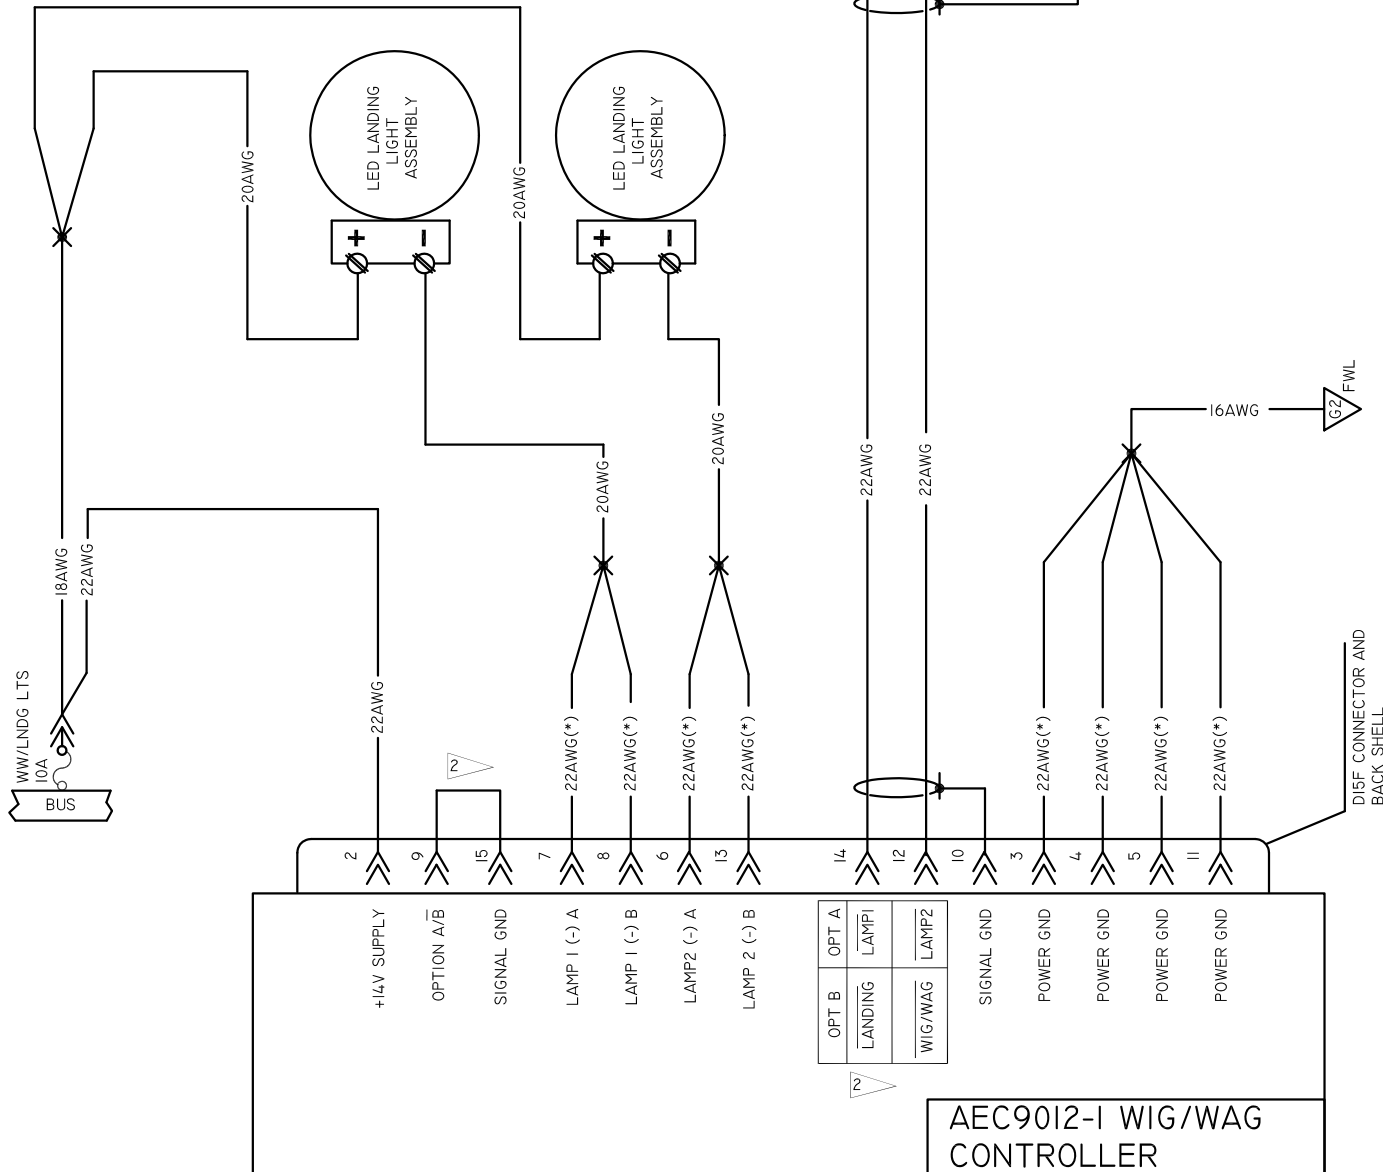 LED LANDING
LIGHT
ASSEMBLY
+
-
LED LANDING
LIGHT
ASSEMBLY
+
-
20AWG
20AWG
FWL
G2
16AWG
20AWG
20AWG
22AWG
22AWG
18AWG
22AWG
22AWG
WW/LNDG LTS
10A
BUS
2
22AWG(*)
22AWG(*)
22AWG(*)
22AWG(*)
22AWG(*)
22AWG(*)
22AWG(*)
22AWG(*)
D15F CONNECTOR AND
BACK SHELL
2
9
15
7
8
6
13
14
12
10
3
4
5
11
+14V SUPPLY
OPTION A/B
SIGNAL GND
LAMP 1 (-) A
LAMP 1 (-) B
LAMP2 (-) A
LAMP 2 (-) B
OPT B OPT A
LANDING LAMP1
WIG/WAG LAMP2
SIGNAL GND
POWER GND
POWER GND
POWER GND
POWER GND
2
AEC9012-1 WIG/WAG
CONTROLLER